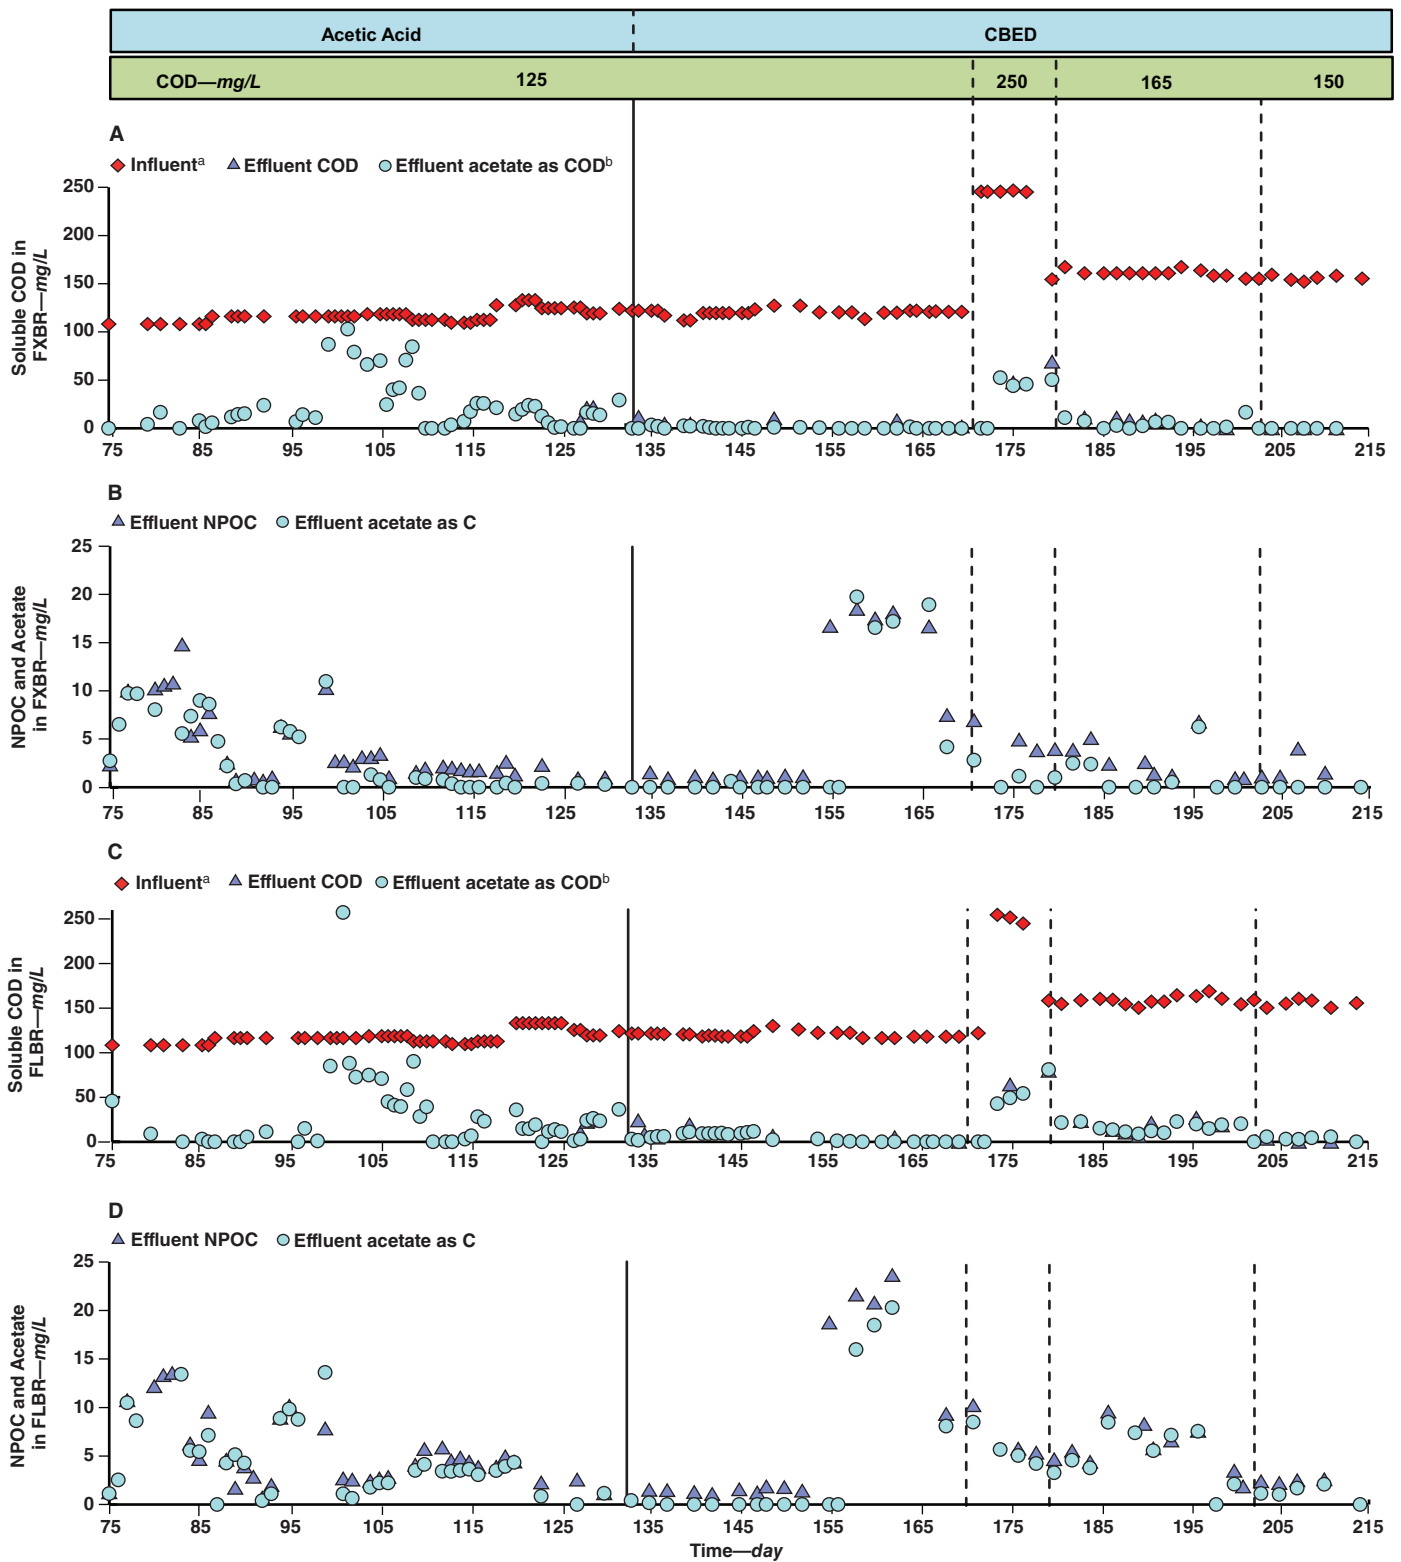 Acetic Acid CBED
COD—mg/L 125 250 165 150
A
Influentᵃ Effluent COD Effluent acetate as CODᵇ
Soluble COD in
FXBR—mg/L
250
200
150
100
50
0
75 85 95 105 115 125 135 145 155 165 175 185 195 205 215
B
Effluent NPOC Effluent acetate as C
NPOC and Acetate
in FXBR—mg/L
25
20
15
10
5
0
75 85 95 105 115 125 135 145 155 165 175 185 195 205 215
C
Influentᵃ Effluent COD Effluent acetate as CODᵇ
Soluble COD in
FLBR—mg/L
250
200
150
100
50
0
75 85 95 105 115 125 135 145 155 165 175 185 195 205 215
D
Effluent NPOC Effluent acetate as C
NPOC and Acetate
in FLBR—mg/L
25
20
15
10
5
0
75 85 95 105 115 125 135 145 155 165 175 185 195 205 215
Time—day